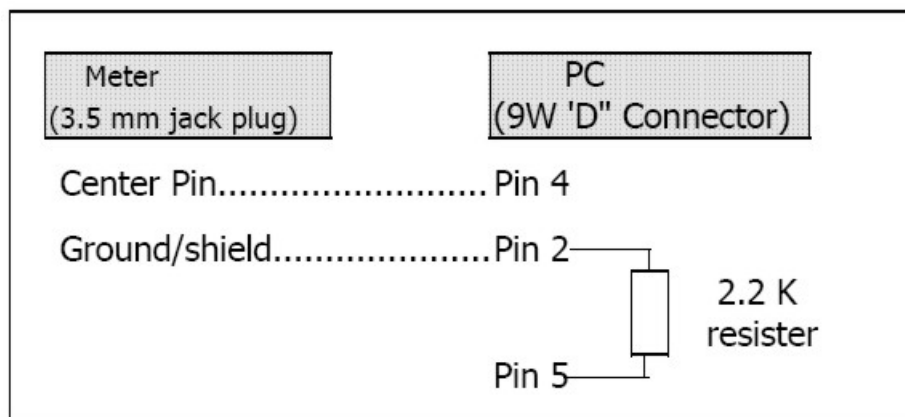 Meter
(3.5 mm jack plug)
PC
(9W 'D" Connector)
Center Pin.......................... Pin 4
Ground/shield..................... Pin 2
2.2 K
resister
Pin 5